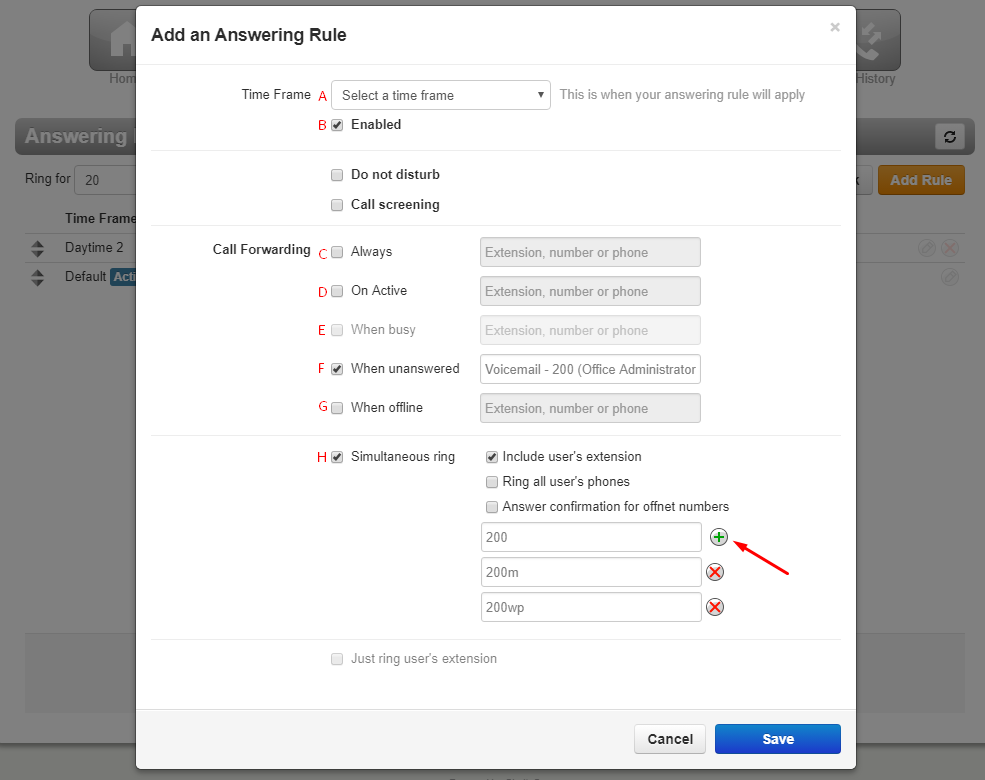 Add an Answering Rule ×
Home
History
Time Frame A Select a time frame This is when your answering rule will apply
B Enabled
Answering
Do not disturb
Ring for 20
Add Rule
Call screening
Time Frame
Daytime 2
Call Forwarding C Always Extension, number or phone
Default Acti
D On Active Extension, number or phone
E When busy Extension, number or phone
F When unanswered Voicemail - 200 (Office Administrator
G When offline Extension, number or phone
H Simultaneous ring Include user's extension
Ring all user's phones
Answer confirmation for offnet numbers
200
200m
200wp
Just ring user's extension
Cancel Save